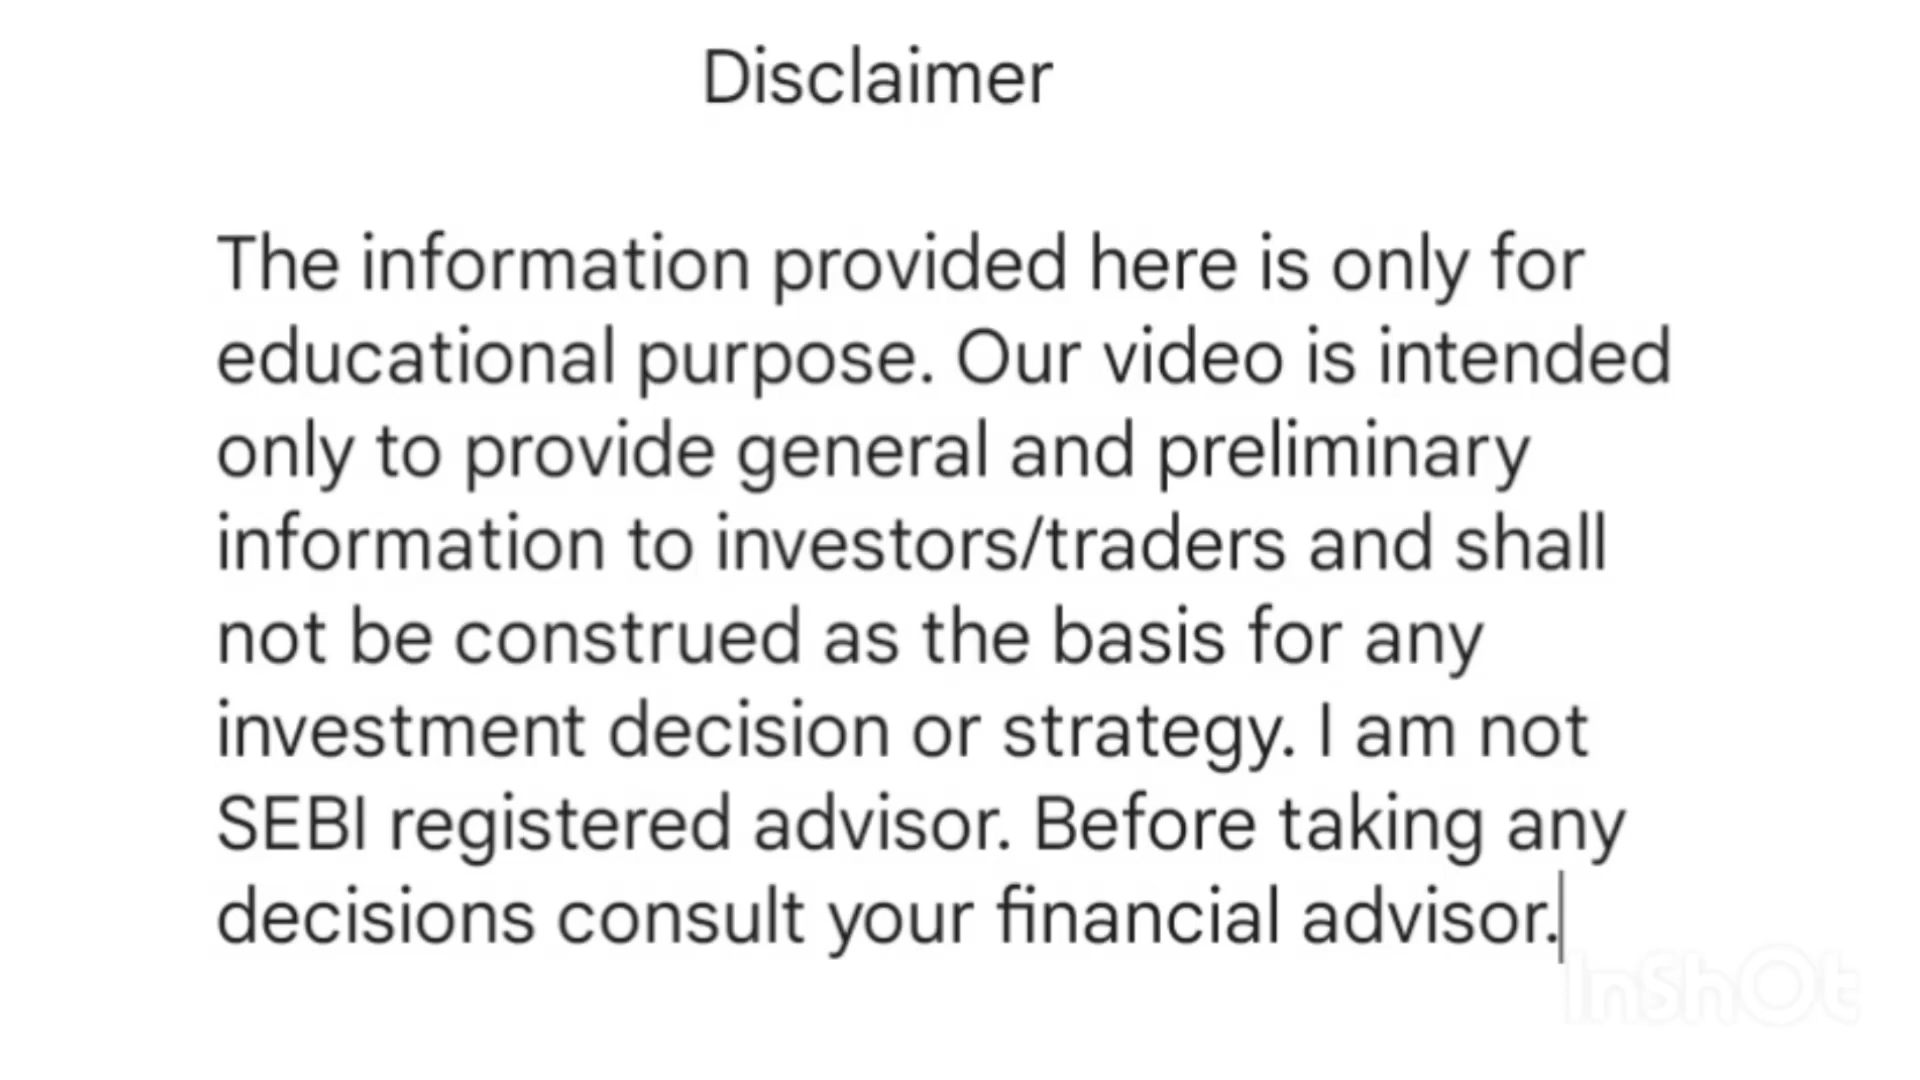 Disclaimer
The information provided here is only for
educational purpose. Our video is intended
only to provide general and preliminary
information to investors/traders and shall
not be construed as the basis for any
investment decision or strategy. I am not
SEBI registered advisor. Before taking any
decisions consult your financial advisor.
InShOt